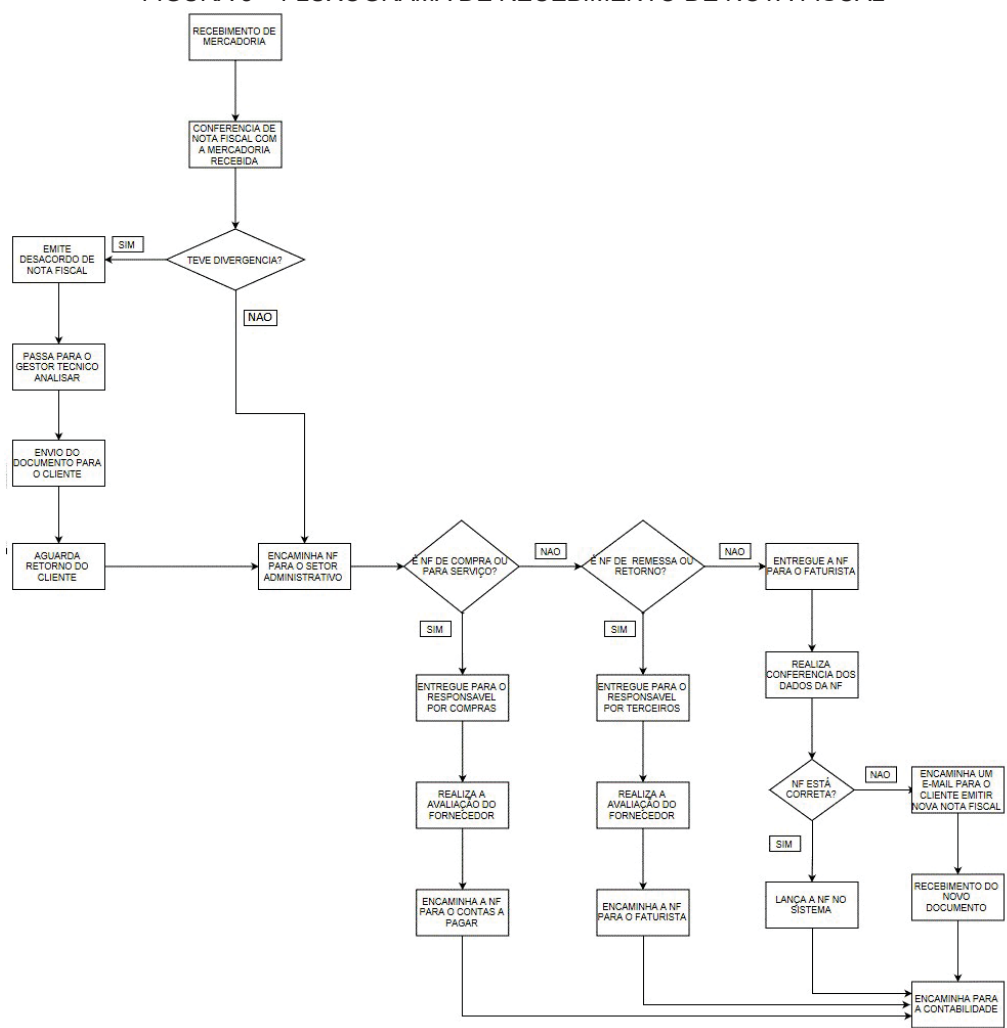 RECEBIMENTO DE
MERCADORIA
CONFERENCIA DE
NOTA FISCAL COM
A MERCADORIA
RECEBIDA
TEVE DIVERGENCIA?
SIM
EMITE
DESACORDO DE
NOTA FISCAL
NAO
PASSA PARA O
GESTOR TECNICO
ANALISAR
ENVIO DO
DOCUMENTO PARA
O CLIENTE
AGUARDA
RETORNO DO
CLIENTE
ENCAMINHA NF
PARA O SETOR
ADMINISTRATIVO
É NF DE COMPRA OU
PARA SERVIÇO?
NAO
É NF DE REMESSA OU
RETORNO?
NAO
ENTREGUE A NF
PARA O FATURISTA
SIM
ENTREGUE PARA O
RESPONSAVEL
POR COMPRAS
REALIZA A
AVALIAÇÃO DO
FORNECEDOR
ENCAMINHA A NF
PARA O CONTAS A
PAGAR
SIM
ENTREGUE PARA O
RESPONSAVEL
POR TERCEIROS
REALIZA A
AVALIAÇÃO DO
FORNECEDOR
ENCAMINHA A NF
PARA O FATURISTA
REALIZA
CONFERENCIA DOS
DADOS DA NF
NF ESTÁ
CORRETA?
NAO
ENCAMINHA UM
E-MAIL PARA O
CLIENTE EMITIR
NOVA NOTA FISCAL
SIM
LANÇA A NF NO
SISTEMA
RECEBIMENTO DO
NOVO
DOCUMENTO
ENCAMINHA PARA
A CONTABILIDADE